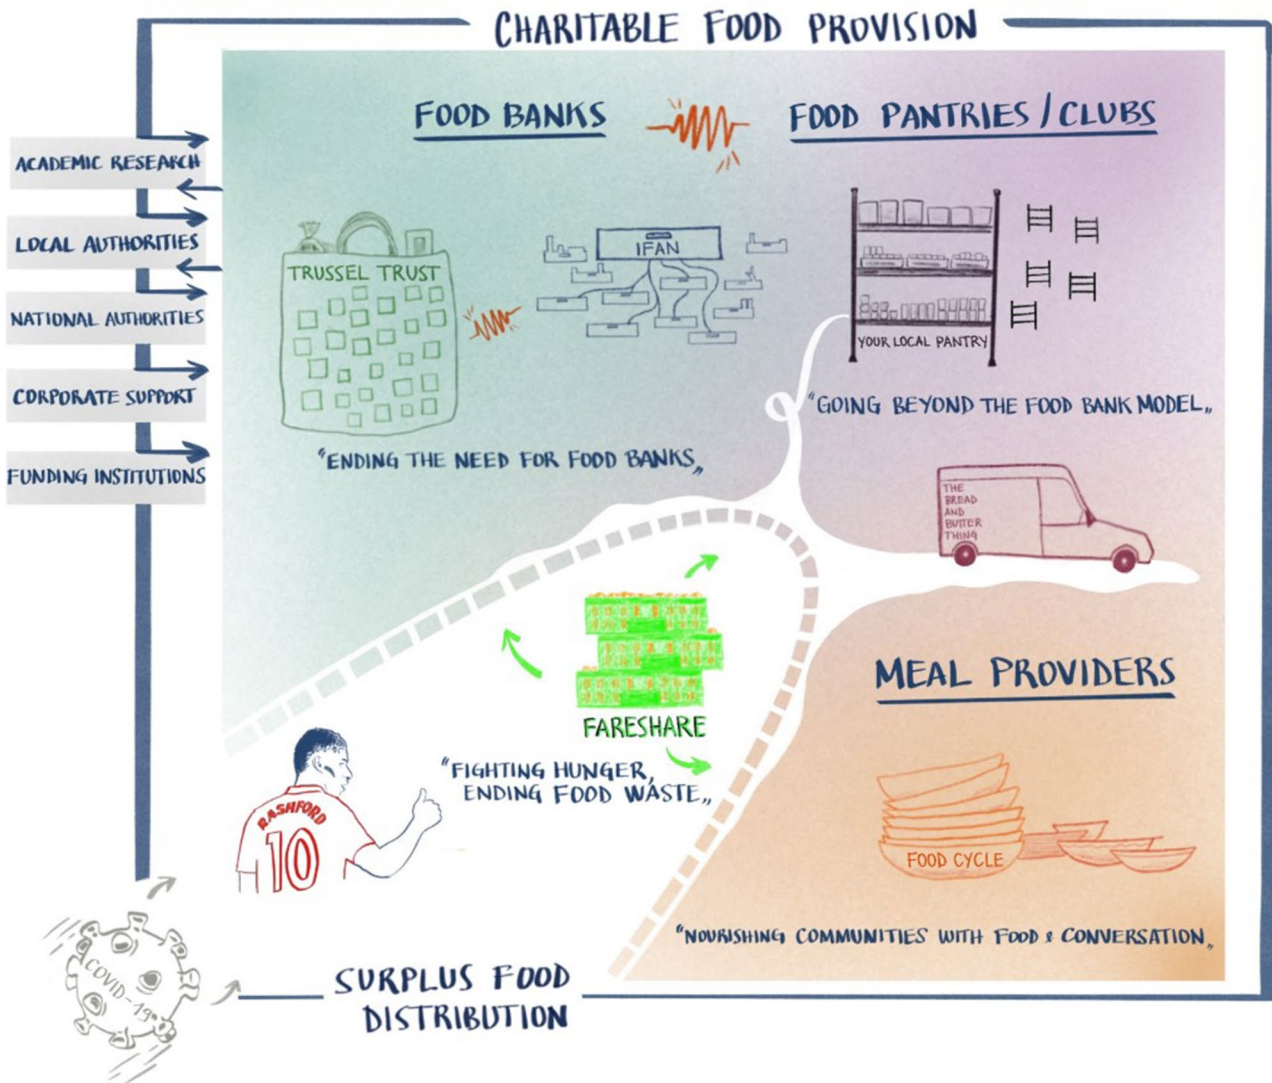 CHARITABLE FOOD PROVISION
FOOD BANKS
FOOD PANTRIES / CLUBS
ACADEMIC RESEARCH
LOCAL AUTHORITIES
NATIONAL AUTHORITIES
CORPORATE SUPPORT
FUNDING INSTITUTIONS
TRUSSEL TRUST
IFAN
YOUR LOCAL PANTRY
"ENDING THE NEED FOR FOOD BANKS„
"GOING BEYOND THE FOOD BANK MODEL„
THE
BREAD
AND
BUTTER
THING
FARESHARE
"FIGHTING HUNGER,
ENDING FOOD WASTE„
RASHFORD
10
MEAL PROVIDERS
FOOD CYCLE
"NOURISHING COMMUNITIES WITH FOOD & CONVERSATION„
COVID-19
SURPLUS FOOD
DISTRIBUTION